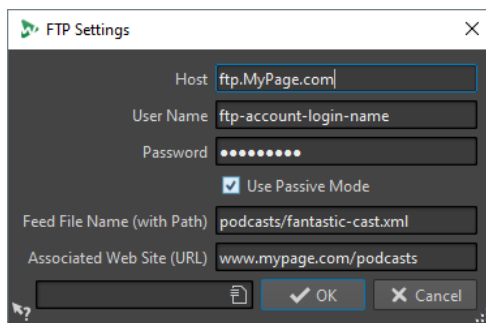 FTP Settings
Host ftp.MyPage.com
User Name ftp-account-login-name
Password •••••••••
Use Passive Mode
Feed File Name (with Path) podcasts/fantastic-cast.xml
Associated Web Site (URL) www.mypage.com/podcasts
OK Cancel